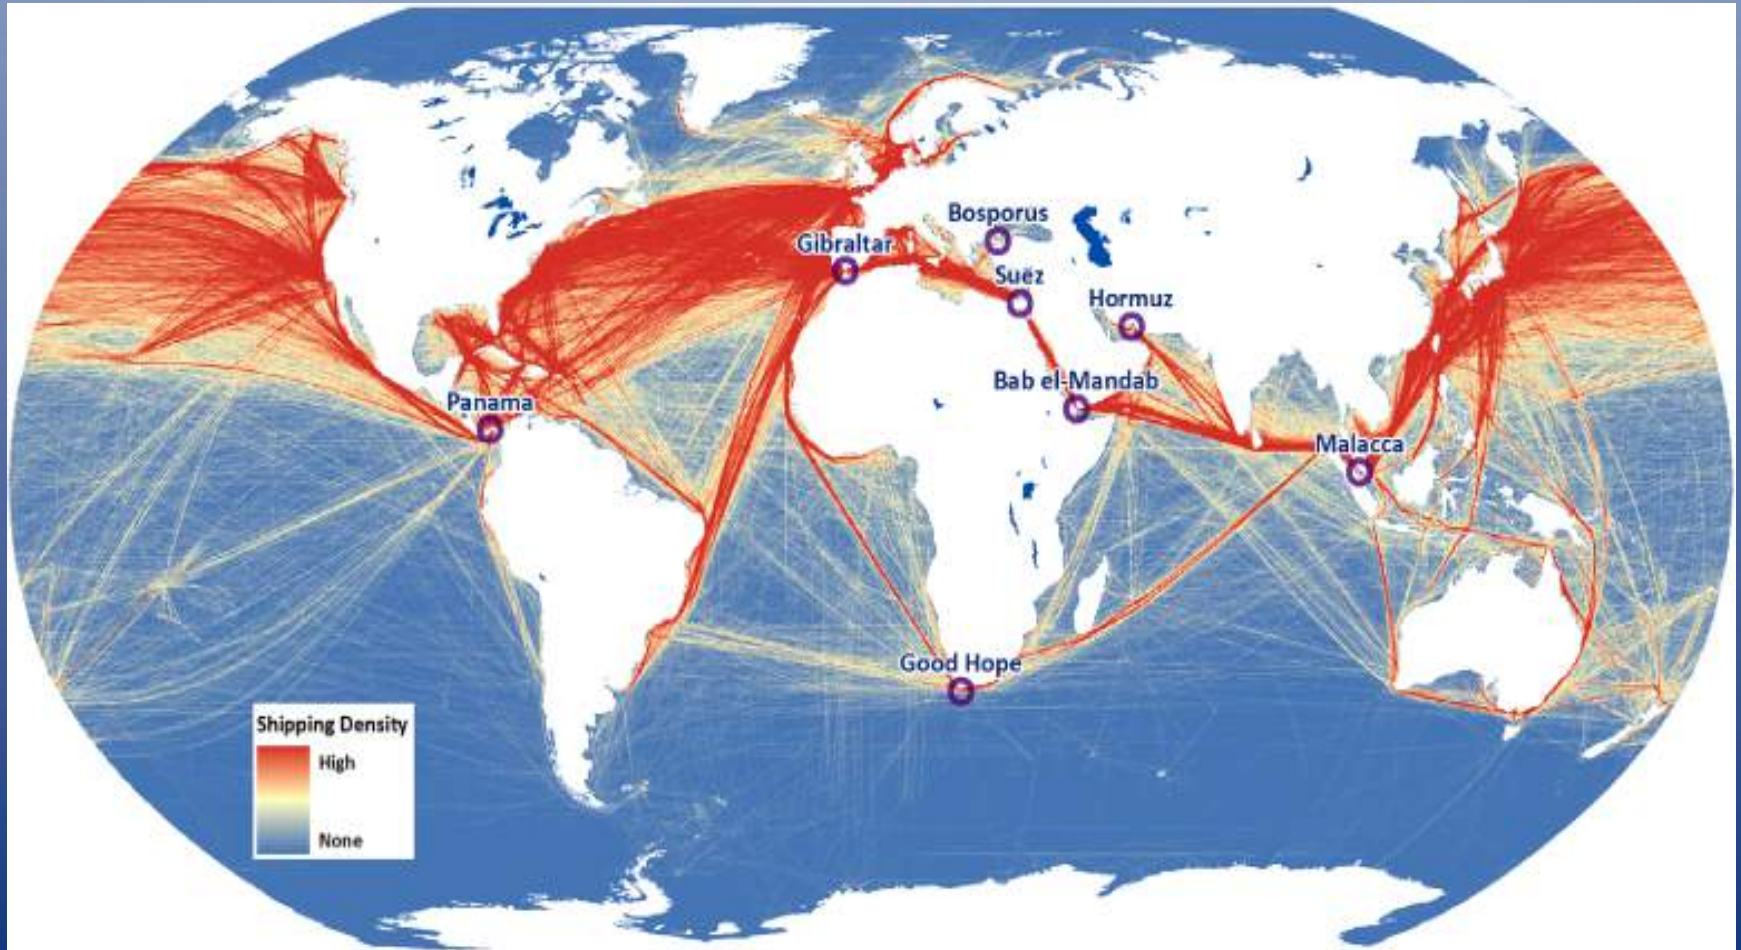 Bosporus
Gibraltar
Suez
Hormuz
Bab el-Mandab
Panama
Malacca
Good Hope
Shipping Density
High
None